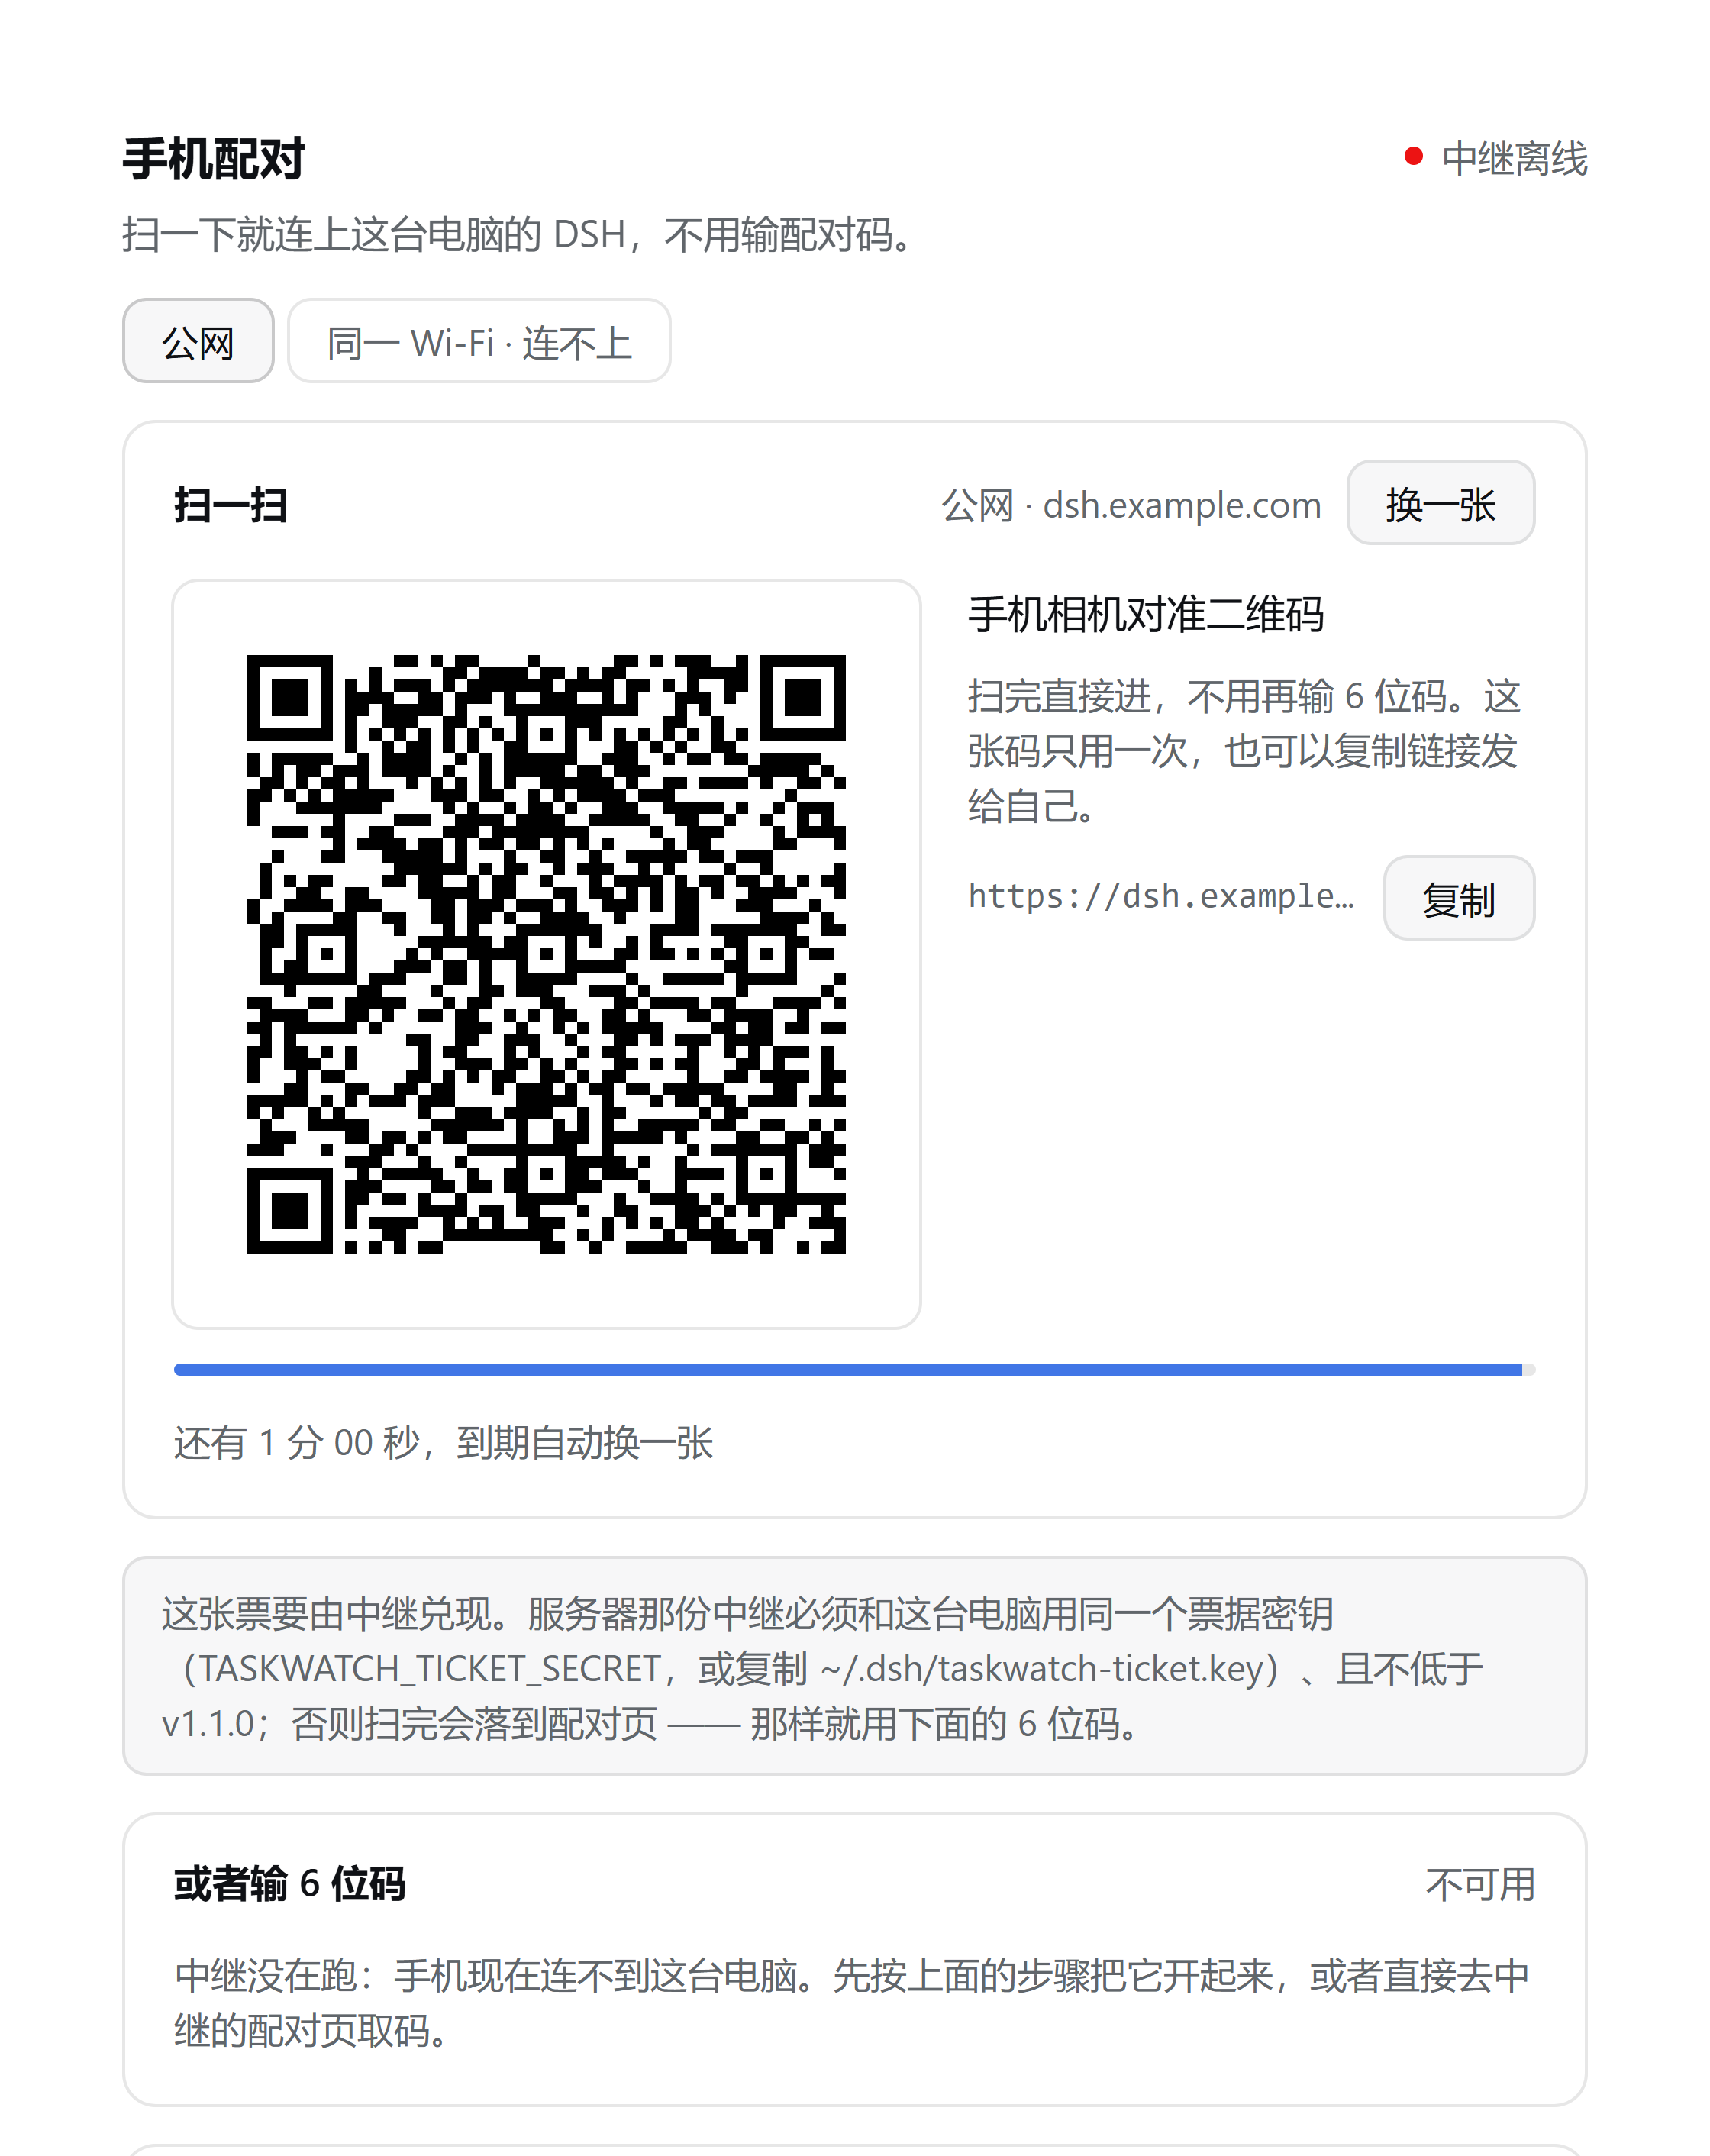 手机配对
中继离线
扫一下就连上这台电脑的 DSH，不用输配对码。
公网
同一 Wi-Fi · 连不上
扫一扫
公网 · dsh.example.com
换一张
手机相机对准二维码
扫完直接进，不用再输 6 位码。这
张码只用一次，也可以复制链接发
给自己。
https://dsh.example…
复制
还有 1 分 00 秒，到期自动换一张
这张票要由中继兑现。服务器那份中继必须和这台电脑用同一个票据密钥
（TASKWATCH_TICKET_SECRET，或复制 ~/.dsh/taskwatch-ticket.key）、且不低于
v1.1.0；否则扫完会落到配对页 —— 那样就用下面的 6 位码。
或者输 6 位码
不可用
中继没在跑：手机现在连不到这台电脑。先按上面的步骤把它开起来，或者直接去中
继的配对页取码。